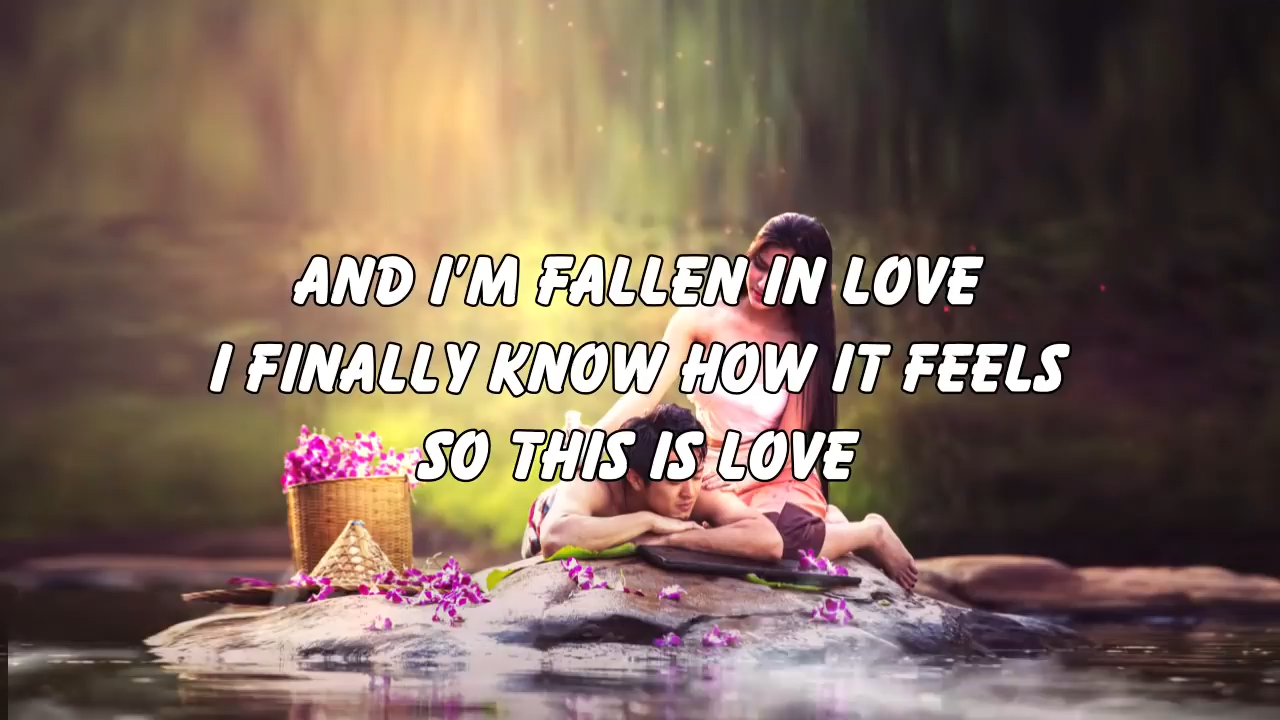 AND I'M FALLEN IN LOVE
I FINALLY KNOW HOW IT FEELS
SO THIS IS LOVE